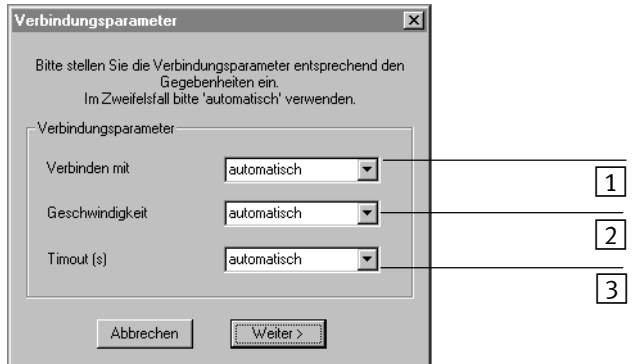 Verbindungsparameter
Bitte stellen Sie die Verbindungsparameter entsprechend den
Gegebenheiten ein.
Im Zweifelsfall bitte 'automatisch' verwenden.
Verbindungsparameter
Verbinden mit automatisch 1
Geschwindigkeit automatisch 2
Timout (s) automatisch 3
Abbrechen Weiter >